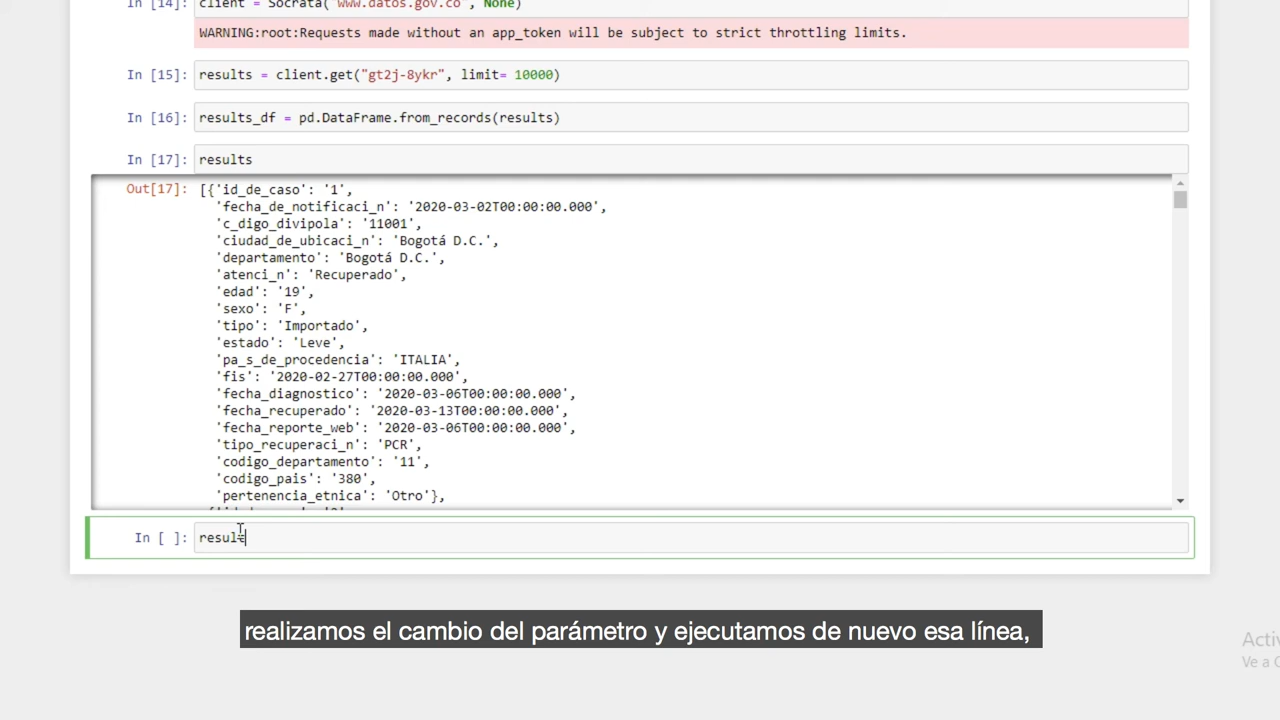 In [14]: client = Socrata("www.datos.gov.co", None)
WARNING:root:Requests made without an app_token will be subject to strict throttling limits.
In [15]: results = client.get("gt2j-8ykr", limit= 10000)
In [16]: results_df = pd.DataFrame.from_records(results)
In [17]: results
Out[17]: [{'id_de_caso': '1',
'fecha_de_notificaci_n': '2020-03-02T00:00:00.000',
'c_digo_divipola': '11001',
'ciudad_de_ubicaci_n': 'Bogotá D.C.',
'departamento': 'Bogotá D.C.',
'atenci_n': 'Recuperado',
'edad': '19',
'sexo': 'F',
'tipo': 'Importado',
'estado': 'Leve',
'pa_s_de_procedencia': 'ITALIA',
'fis': '2020-02-27T00:00:00.000',
'fecha_diagnostico': '2020-03-06T00:00:00.000',
'fecha_recuperado': '2020-03-13T00:00:00.000',
'fecha_reporte_web': '2020-03-06T00:00:00.000',
'tipo_recuperaci_n': 'PCR',
'codigo_departamento': '11',
'codigo_pais': '380',
'pertenencia_etnica': 'Otro'},
In [ ]: result
realizamos el cambio del parámetro y ejecutamos de nuevo esa línea,
Ve a